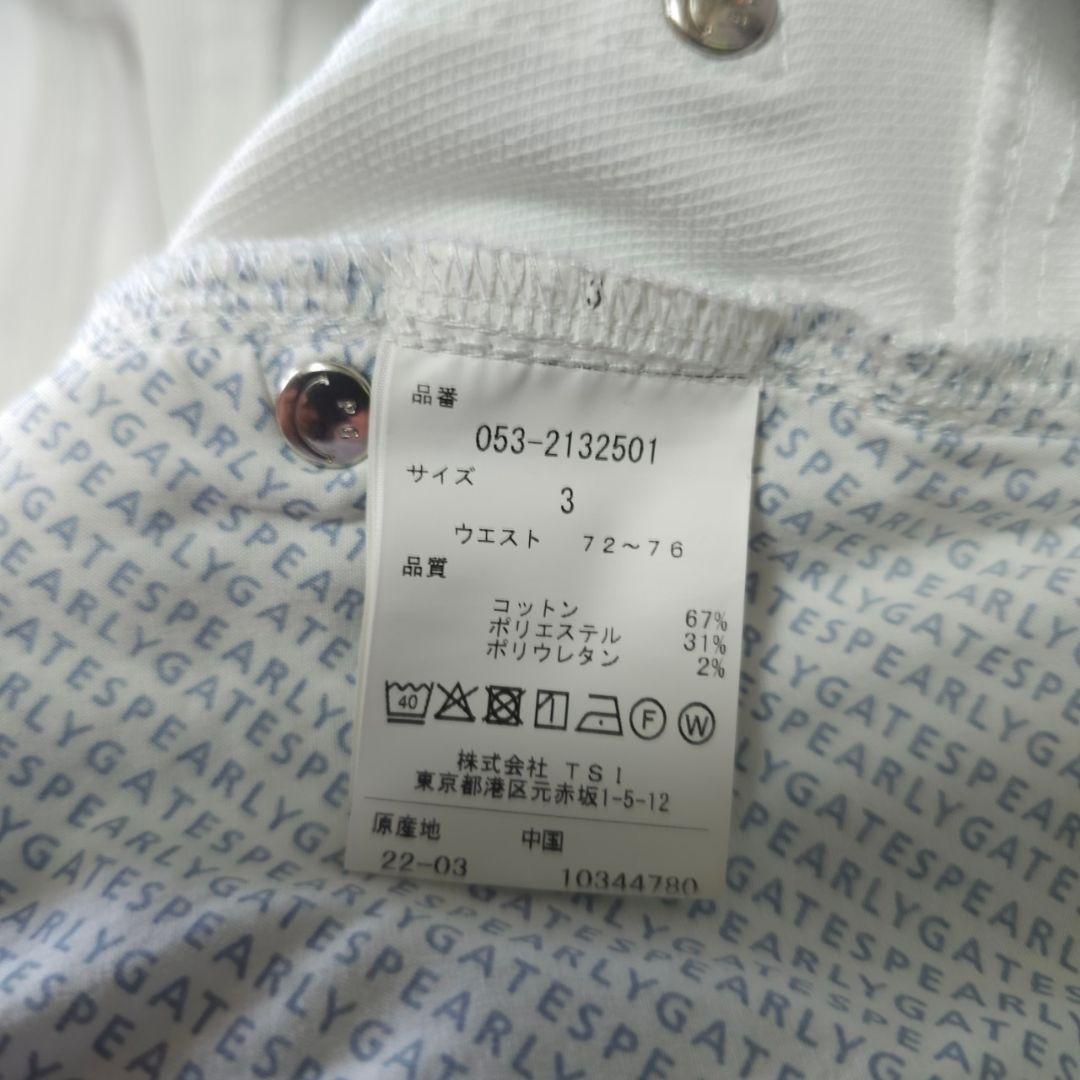 3
品番
053-2132501
サイズ
3
ウエスト 72~76
品質
コットン 67%
ポリエステル 31%
ポリウレタン 2%
40 F W
株式会社 TSI
東京都港区元赤坂1-5-12
原産地 中国
22-03 10344780
P G
PEARLYGATESPEARLYGATESPEARLYGATES